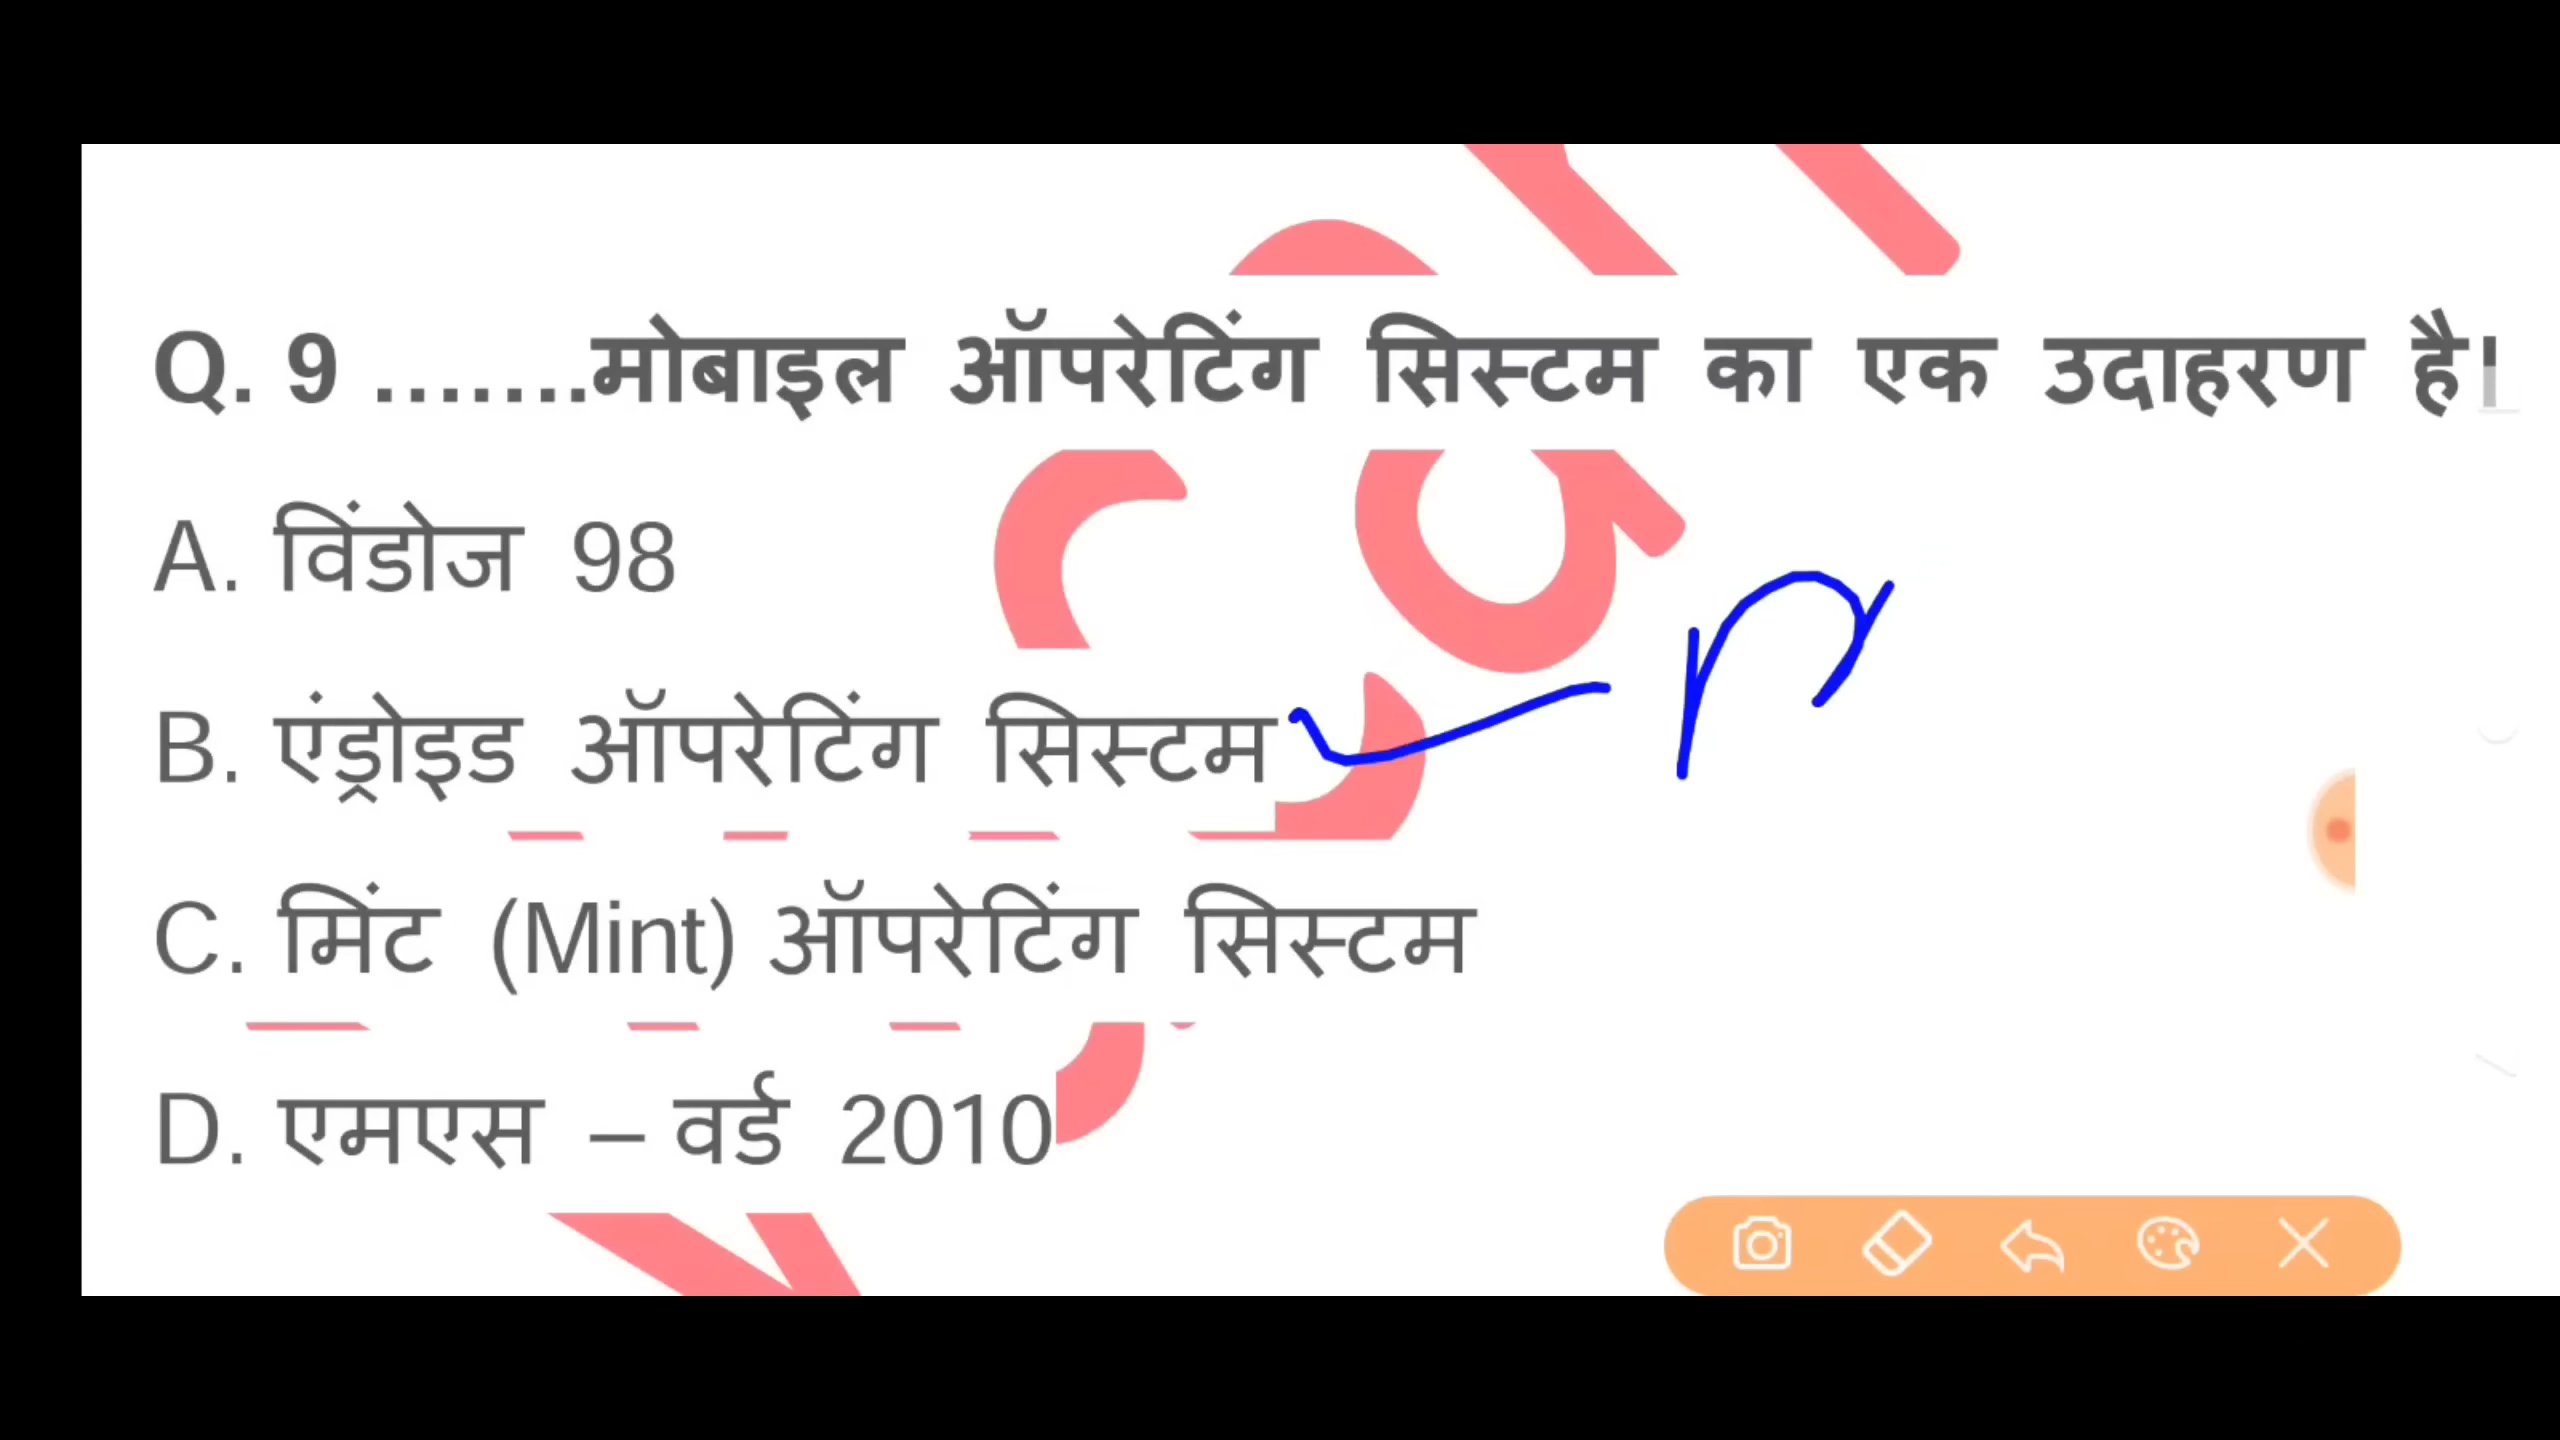 Q. 9 .......मोबाइल ऑपरेटिंग सिस्टम का एक उदाहरण है!
A. विंडोज 98
B. एंड्रोइड ऑपरेटिंग सिस्टम
C. मिंट (Mint) ऑपरेटिंग सिस्टम
D. एमएस – वर्ड 2010